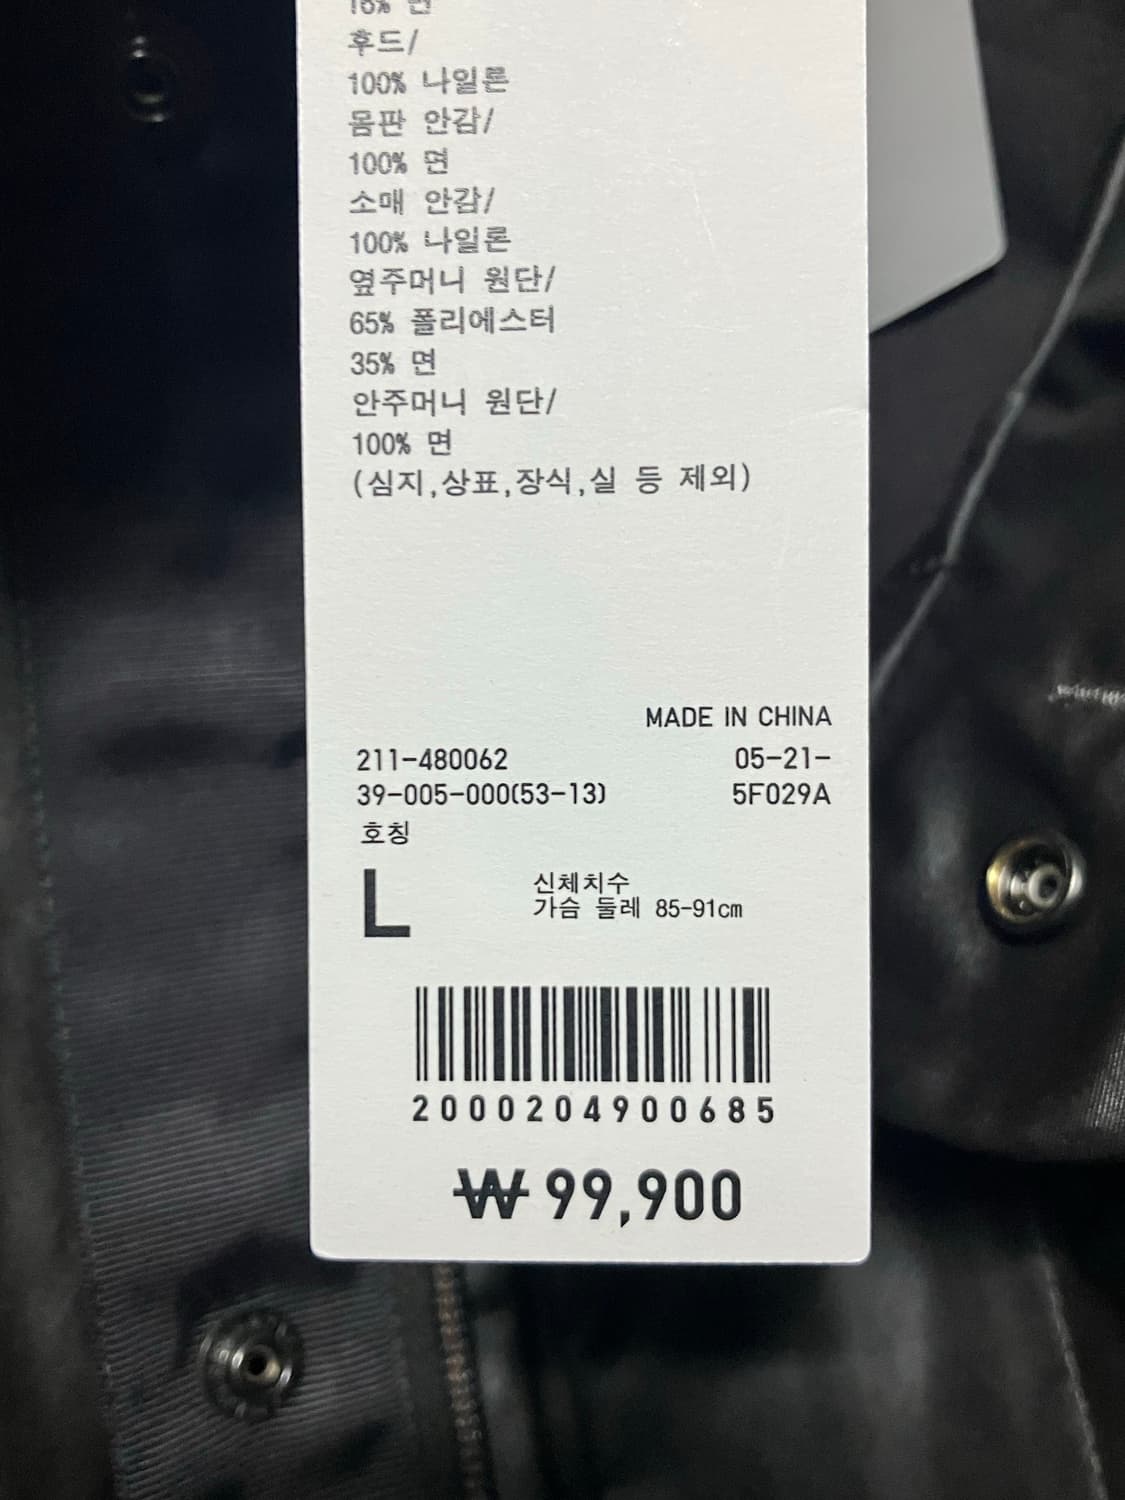 후드/
100% 나일론
몸판 안감/
100% 면
소매 안감/
100% 나일론
옆주머니 원단/
65% 폴리에스터
35% 면
안주머니 원단/
100% 면
(심지,상표,장식,실 등 제외)
MADE IN CHINA
211-480062 05-21-
39-005-000(53-13) 5F029A
호칭
L
신체치수
가슴 둘레 85-91cm
2000204900685
₩ 99,900